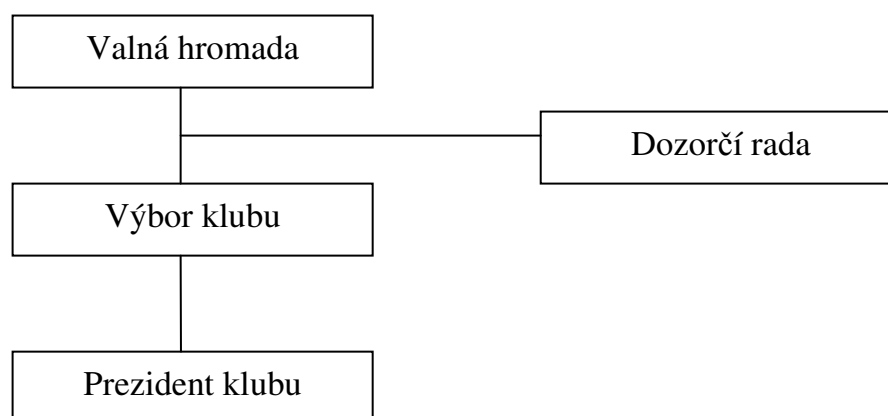 Valná hromada
Dozorčí rada
Výbor klubu
Prezident klubu